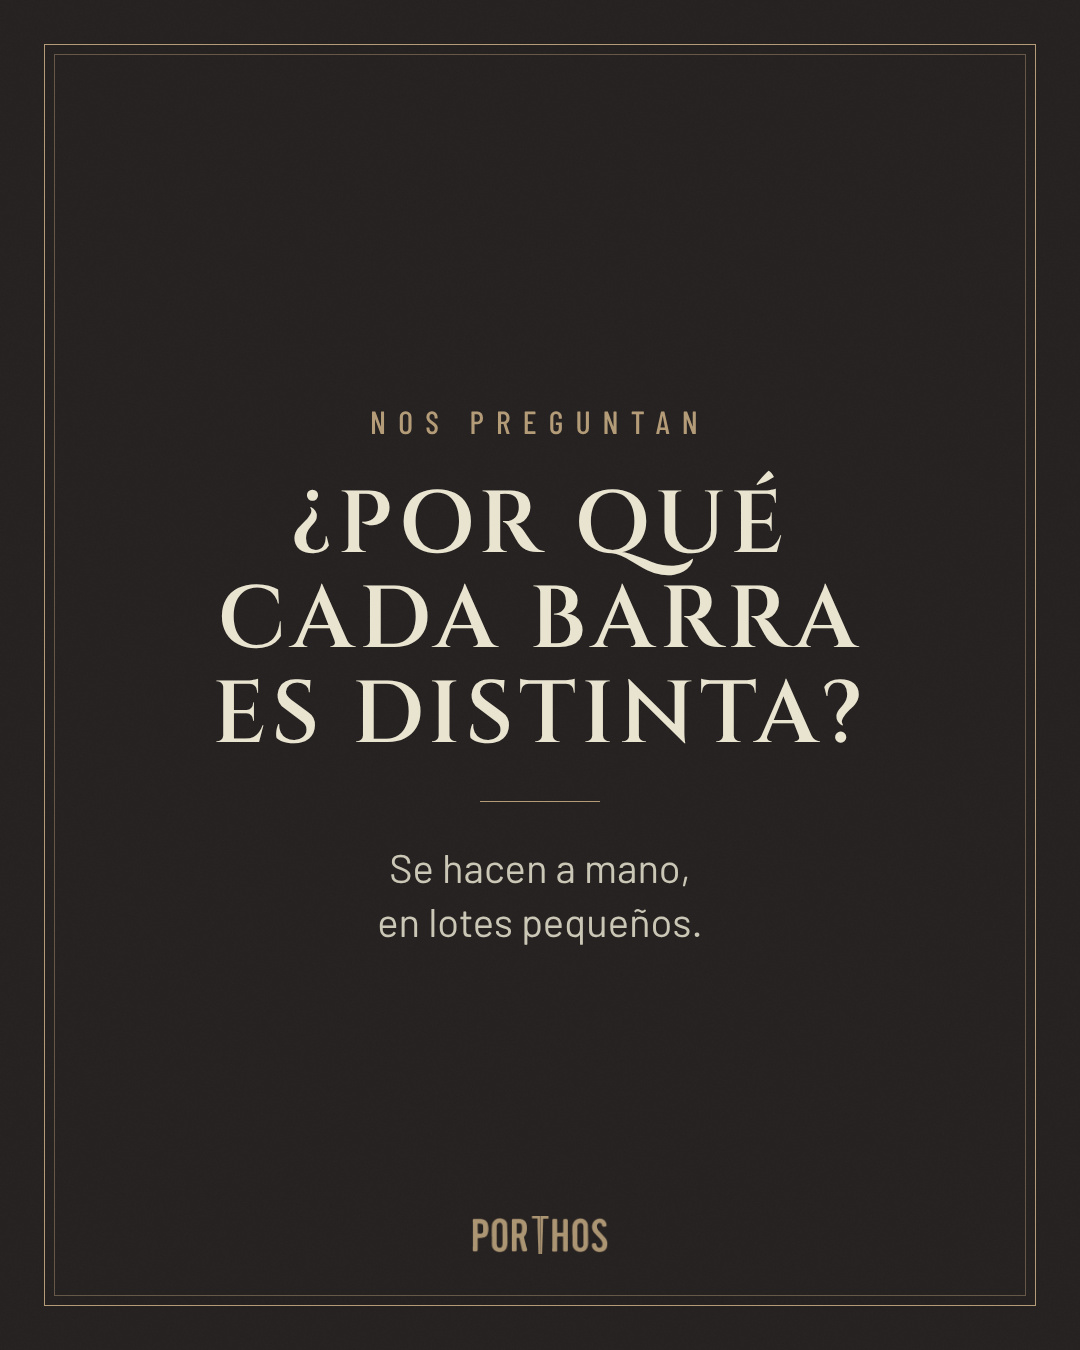 NOS PREGUNTAN
¿POR QUÉ
CADA BARRA
ES DISTINTA?
Se hacen a mano,
en lotes pequeños.
PORTHOS